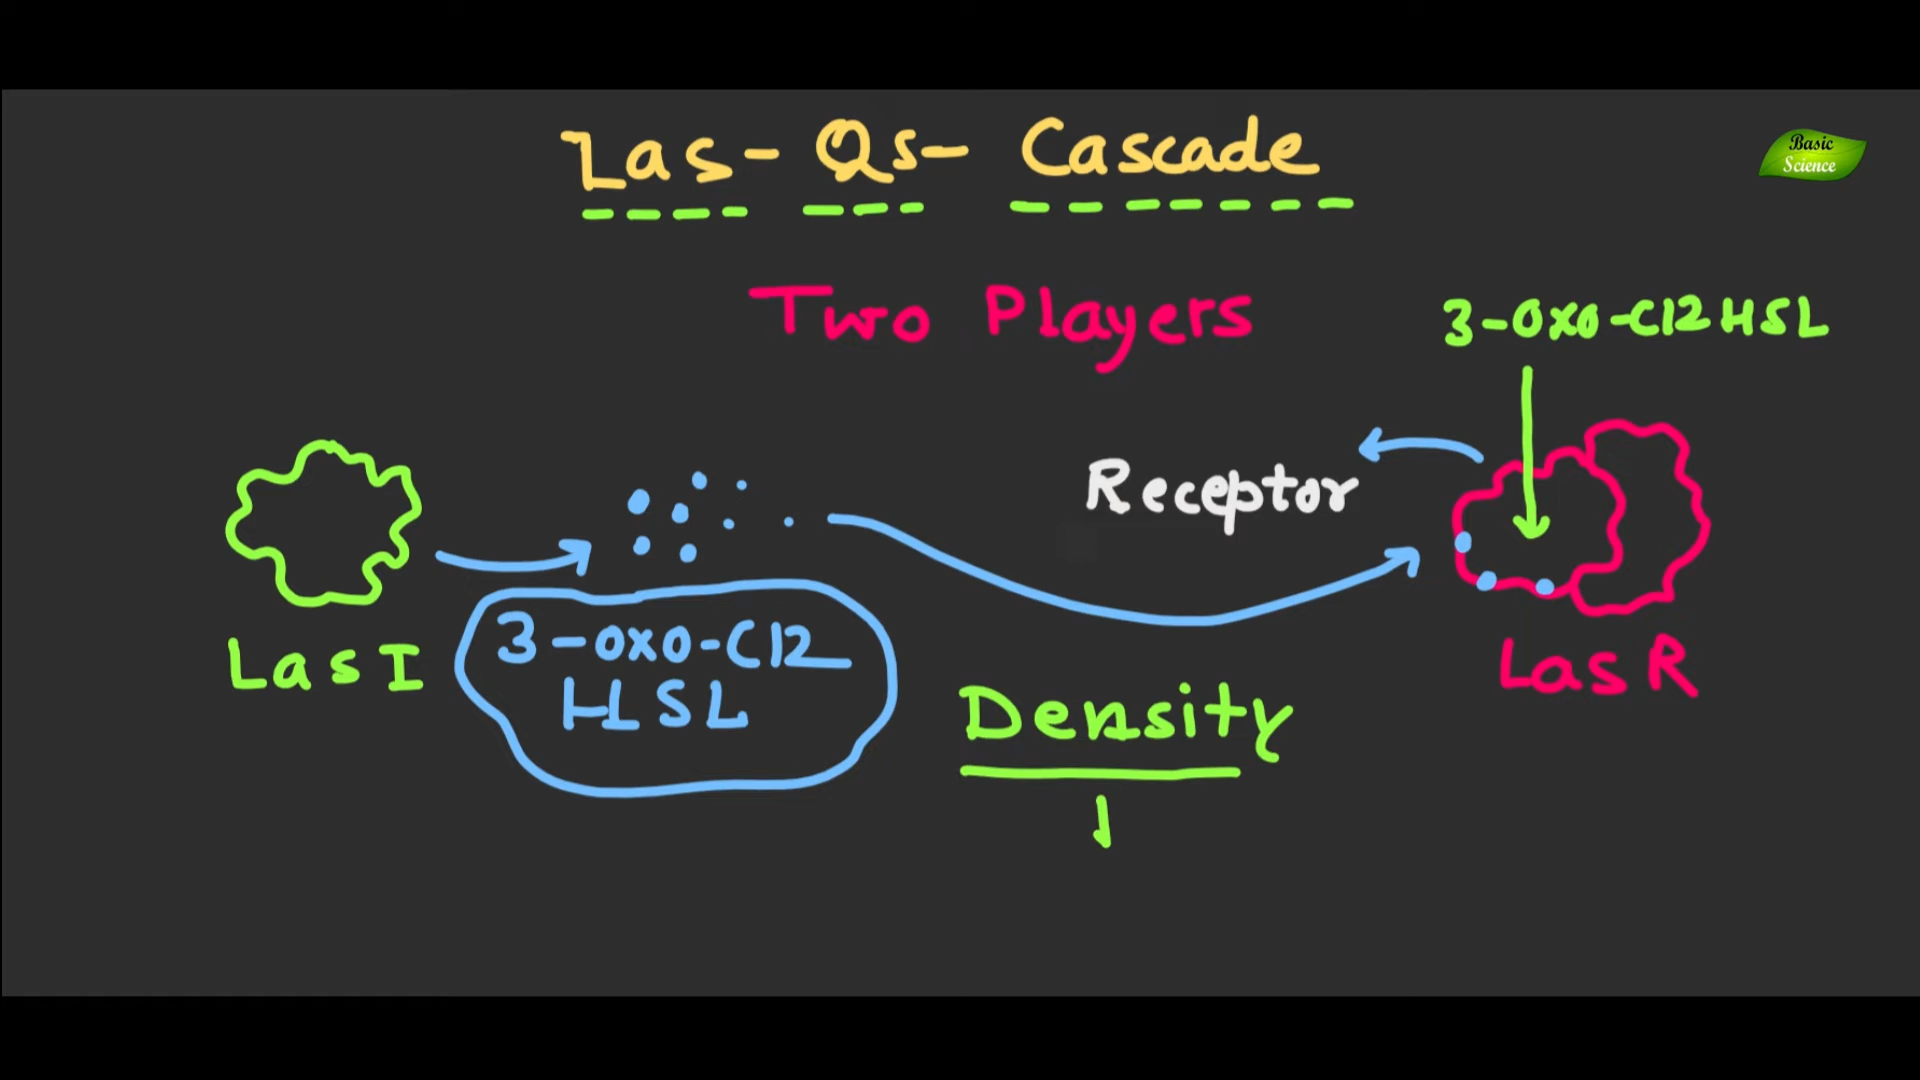 Las-Qs-Cascade
Basic
Science
Two Players
3-oxo-C12HSL
Receptor
LasI
3-oxo-C12
HSL
LasR
Density